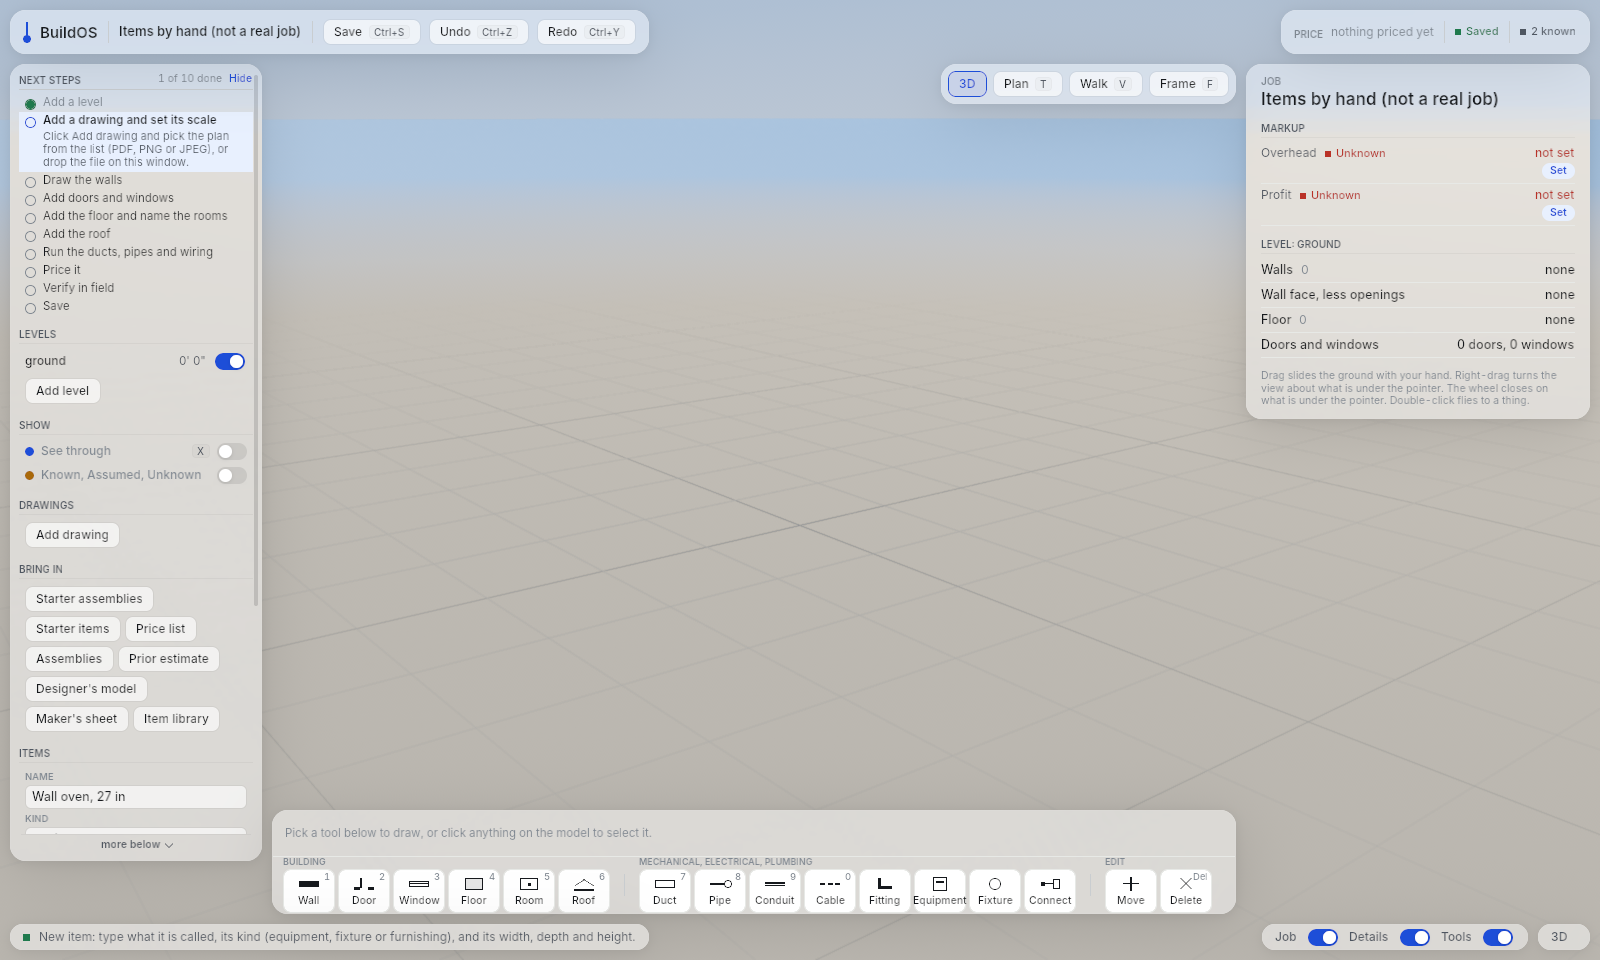 BuildOS
Items by hand (not a real job)
Save Ctrl+S
Undo Ctrl+Z
Redo Ctrl+Y
PRICE nothing priced yet
Saved
2 known
NEXT STEPS 1 of 10 done Hide
Add a level
Add a drawing and set its scale
Click Add drawing and pick the plan
from the list (PDF, PNG or JPEG), or
drop the file on this window.
Draw the walls
Add doors and windows
Add the floor and name the rooms
Add the roof
Run the ducts, pipes and wiring
Price it
Verify in field
Save
LEVELS
ground 0' 0"
Add level
SHOW
See through X
Known, Assumed, Unknown
DRAWINGS
Add drawing
BRING IN
Starter assemblies
Starter items Price list
Assemblies Prior estimate
Designer's model
Maker's sheet Item library
ITEMS
NAME
Wall oven, 27 in
KIND
more below
3D Plan T Walk V Frame F
JOB
Items by hand (not a real job)
MARKUP
Overhead Unknown not set
Set
Profit Unknown not set
Set
LEVEL: GROUND
Walls 0 none
Wall face, less openings none
Floor 0 none
Doors and windows 0 doors, 0 windows
Drag slides the ground with your hand. Right-drag turns the
view about what is under the pointer. The wheel closes on
what is under the pointer. Double-click flies to a thing.
Pick a tool below to draw, or click anything on the model to select it.
BUILDING
1 Wall
2 Door
3 Window
4 Floor
5 Room
6 Roof
MECHANICAL, ELECTRICAL, PLUMBING
7 Duct
8 Pipe
9 Conduit
0 Cable
Fitting
Equipment
Fixture
Connect
EDIT
Move
Del Delete
New item: type what it is called, its kind (equipment, fixture or furnishing), and its width, depth and height.
Job Details Tools
3D